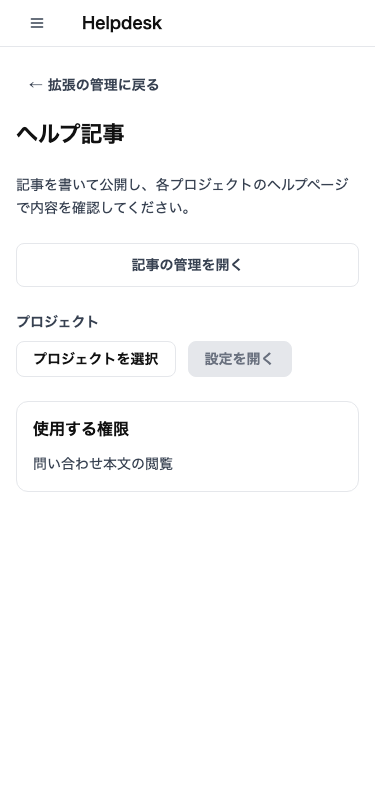 Helpdesk
← 拡張の管理に戻る
ヘルプ記事
記事を書いて公開し、各プロジェクトのヘルプページ
で内容を確認してください。
記事の管理を開く
プロジェクト
プロジェクトを選択
設定を開く
使用する権限
問い合わせ本文の閲覧